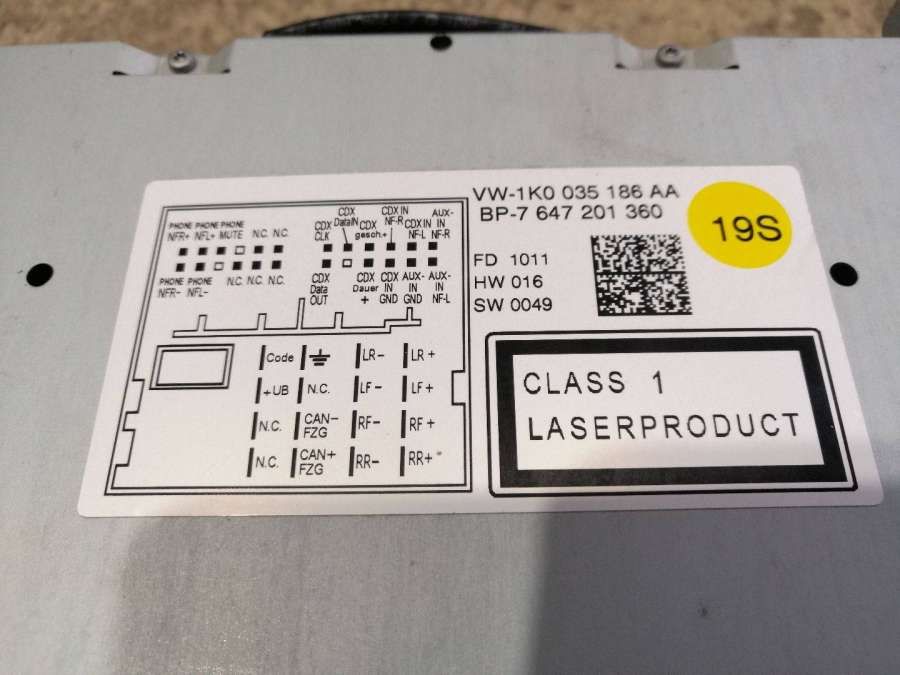 VW-1K0 035 186 AA
BP-7 647 201 360
19S
FD 1011
HW 016
SW 0049
PHONE NFR+ PHONE NFL+ PHONE MUTE N.C. N.C.
PHONE NFR- PHONE NFL- N.C. N.C. N.C.
CDX CLK CDX DataIN CDX gesch.+ CDX IN NF-R CDX IN NF-L AUX-IN NF-R
CDX Data OUT CDX Dauer + CDX IN GND AUX-IN GND AUX-IN NF-L
Code LR- LR+
+UB N.C. LF- LF+
N.C. CAN-FZG RF- RF+
N.C. CAN+FZG RR- RR+
CLASS 1
LASERPRODUCT